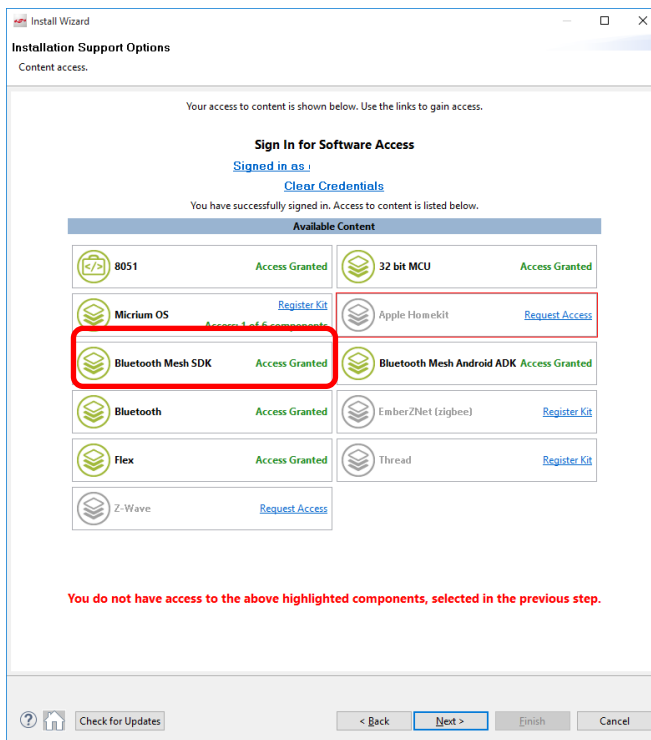 Install Wizard
Installation Support Options
Content access.
Your access to content is shown below. Use the links to gain access.
Sign In for Software Access
Signed in as
Clear Credentials
You have successfully signed in. Access to content is listed below.
Available Content
8051 Access Granted
32 bit MCU Access Granted
Micrium OS Register Kit
Access: 1 of 6 components
Apple Homekit Request Access
Bluetooth Mesh SDK Access Granted
Bluetooth Mesh Android ADK Access Granted
Bluetooth Access Granted
EmberZNet (zigbee) Register Kit
Flex Access Granted
Thread Register Kit
Z-Wave Request Access
You do not have access to the above highlighted components, selected in the previous step.
? Check for Updates < Back Next > Finish Cancel